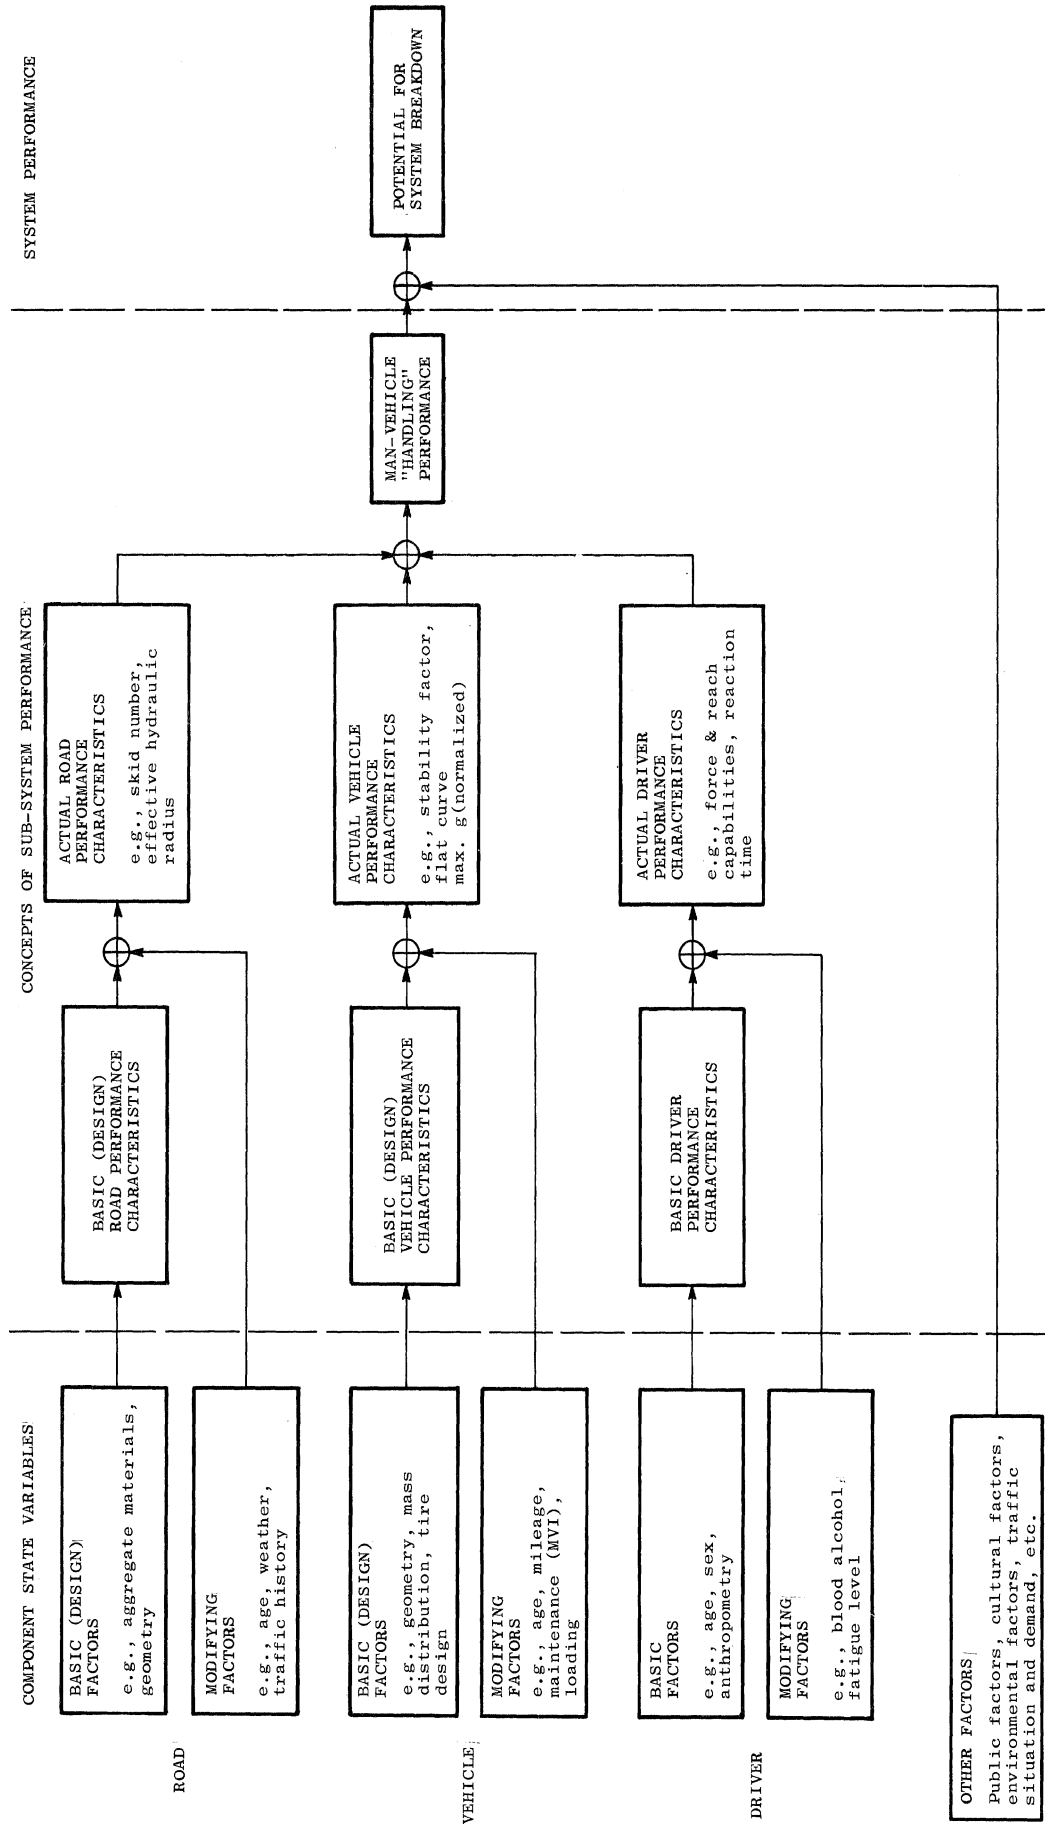 COMPONENT STATE VARIABLES
CONCEPTS OF SUB-SYSTEM PERFORMANCE
SYSTEM PERFORMANCE
ROAD
BASIC (DESIGN)
FACTORS
e.g., aggregate materials,
geometry
MODIFYING
FACTORS
e.g., age, weather,
traffic history
BASIC (DESIGN)
ROAD PERFORMANCE
CHARACTERISTICS
ACTUAL ROAD
PERFORMANCE
CHARACTERISTICS
e.g., skid number,
effective hydraulic
radius
VEHICLE
BASIC (DESIGN)
FACTORS
e.g., geometry, mass
distribution, tire
design
MODIFYING
FACTORS
e.g., age, mileage,
maintenance (MVI),
loading
BASIC (DESIGN)
VEHICLE PERFORMANCE
CHARACTERISTICS
ACTUAL VEHICLE
PERFORMANCE
CHARACTERISTICS
e.g., stability factor,
flat curve
max. g(normalized)
MAN-VEHICLE
"HANDLING"
PERFORMANCE
POTENTIAL FOR
SYSTEM BREAKDOWN
DRIVER
BASIC
FACTORS
e.g., age, sex,
anthropometry
MODIFYING
FACTORS
e.g., blood alcohol,
fatigue level
BASIC DRIVER
PERFORMANCE
CHARACTERISTICS
ACTUAL DRIVER
PERFORMANCE
CHARACTERISTICS
e.g., force & reach
capabilities, reaction
time
OTHER FACTORS
Public factors, cultural factors,
environmental factors, traffic
situation and demand, etc.